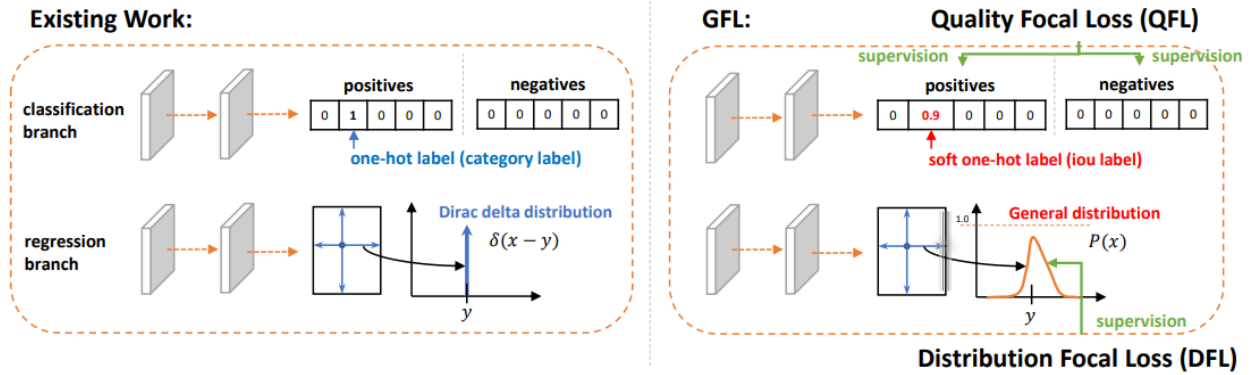 Existing Work:
classification
branch
positives
negatives
0 1 0 0 0
0 0 0 0 0
one-hot label (category label)
regression
branch
Dirac delta distribution
δ(x − y)
y
GFL:
Quality Focal Loss (QFL)
supervision
supervision
positives
negatives
0 0.9 0 0 0
0 0 0 0 0
soft one-hot label (iou label)
1.0
General distribution
P(x)
y
supervision
Distribution Focal Loss (DFL)